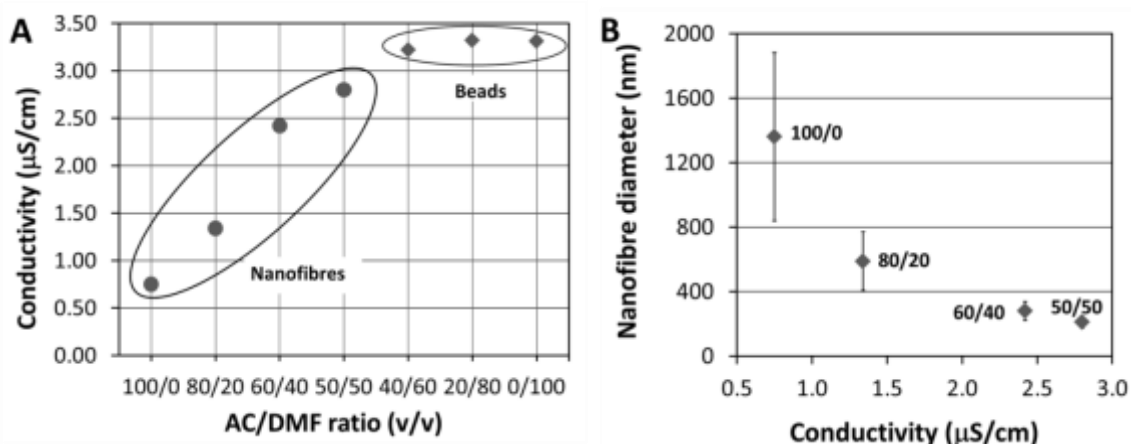 A
Conductivity (μS/cm)
3.50
3.00
2.50
2.00
1.50
1.00
0.50
0.00
Beads
Nanofibres
100/0 80/20 60/40 50/50 40/60 20/80 0/100
AC/DMF ratio (v/v)
B
Nanofibre diameter (nm)
2000
1600
1200
800
400
0
100/0
80/20
60/40
50/50
0.5 1.0 1.5 2.0 2.5 3.0
Conductivity (μS/cm)